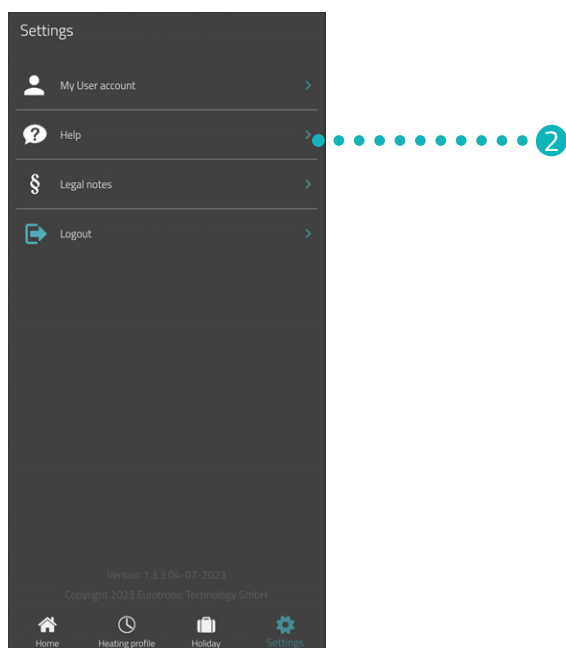 Settings
My User account
? Help
2
§ Legal notes
Logout
Version 1.3.3 04-07-2023
Copyright 2023 Eurotronic Technology GmbH
Home Heating profile Holiday Settings